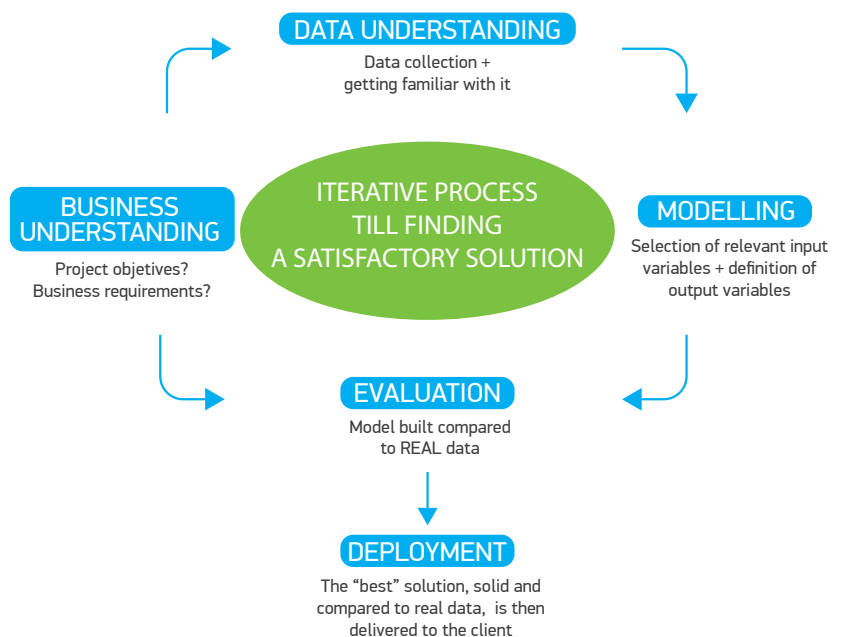 DATA UNDERSTANDING
Data collection +
getting familiar with it
BUSINESS
UNDERSTANDING
Project objetives?
Business requirements?
ITERATIVE PROCESS
TILL FINDING
A SATISFACTORY SOLUTION
MODELLING
Selection of relevant input
variables + definition of
output variables
EVALUATION
Model built compared
to REAL data
DEPLOYMENT
The “best” solution, solid and
compared to real data, is then
delivered to the client